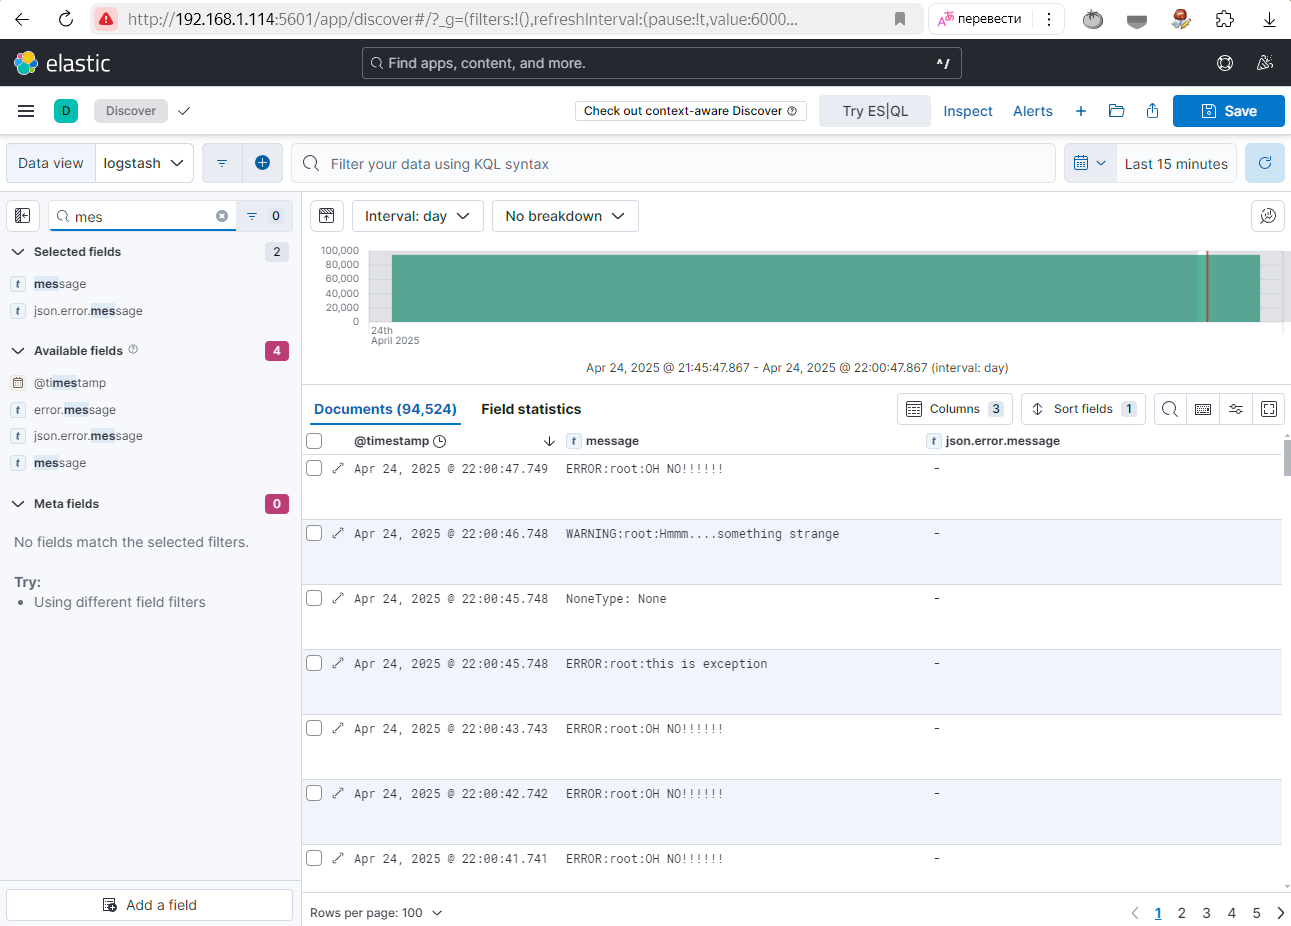 http://192.168.1.114:5601/app/discover#/?_g=(filters:!(),refreshInterval:(pause:!t,value:6000...
перевести
elastic
Find apps, content, and more.
^/
D
Discover
Check out context-aware Discover
Try ES|QL
Inspect
Alerts
Save
Data view
logstash
Filter your data using KQL syntax
Last 15 minutes
mes
0
Interval: day
No breakdown
Selected fields
2
t message
t json.error.message
Available fields
4
@timestamp
t error.message
t json.error.message
t message
Meta fields
0
No fields match the selected filters.
Try:
• Using different field filters
Add a field
100,000
80,000
60,000
40,000
20,000
0
24th
April 2025
Apr 24, 2025 @ 21:45:47.867 - Apr 24, 2025 @ 22:00:47.867 (interval: day)
Documents (94,524)
Field statistics
Columns 3
Sort fields 1
@timestamp
t message
t json.error.message
Apr 24, 2025 @ 22:00:47.749 ERROR:root:OH NO!!!!!! -
Apr 24, 2025 @ 22:00:46.748 WARNING:root:Hmmm....something strange -
Apr 24, 2025 @ 22:00:45.748 NoneType: None -
Apr 24, 2025 @ 22:00:45.748 ERROR:root:this is exception -
Apr 24, 2025 @ 22:00:43.743 ERROR:root:OH NO!!!!!! -
Apr 24, 2025 @ 22:00:42.742 ERROR:root:OH NO!!!!!! -
Apr 24, 2025 @ 22:00:41.741 ERROR:root:OH NO!!!!!! -
Rows per page: 100
1 2 3 4 5